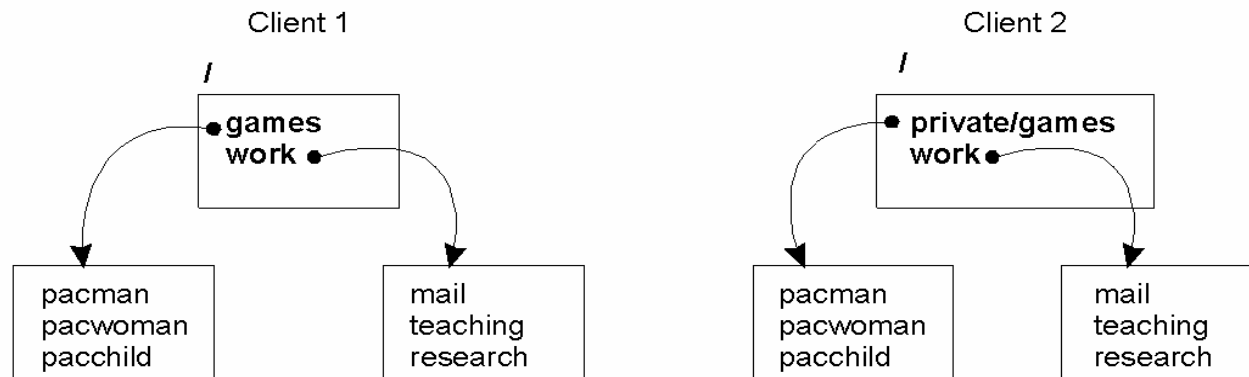 Client 1
/
games
work
pacman
pacwoman
pacchild
mail
teaching
research
Client 2
/
private/games
work
pacman
pacwoman
pacchild
mail
teaching
research